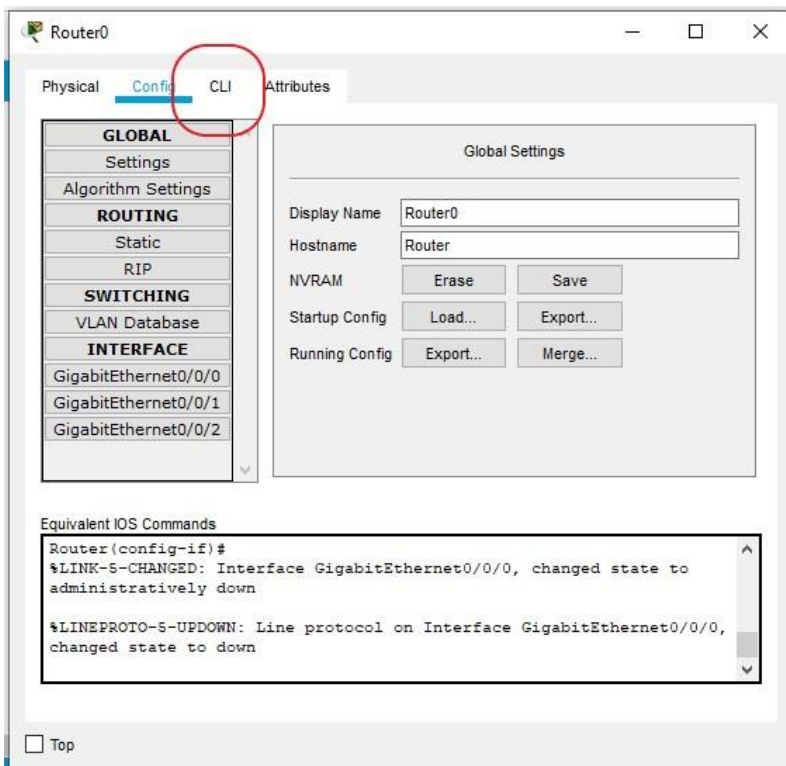 Router0
Physical Config CLI Attributes
GLOBAL
Settings
Algorithm Settings
ROUTING
Static
RIP
SWITCHING
VLAN Database
INTERFACE
GigabitEthernet0/0/0
GigabitEthernet0/0/1
GigabitEthernet0/0/2
Global Settings
Display Name Router0
Hostname Router
NVRAM Erase Save
Startup Config Load... Export...
Running Config Export... Merge...
Equivalent IOS Commands
Router(config-if)#
%LINK-5-CHANGED: Interface GigabitEthernet0/0/0, changed state to
administratively down
%LINEPROTO-5-UPDOWN: Line protocol on Interface GigabitEthernet0/0/0,
changed state to down
Top